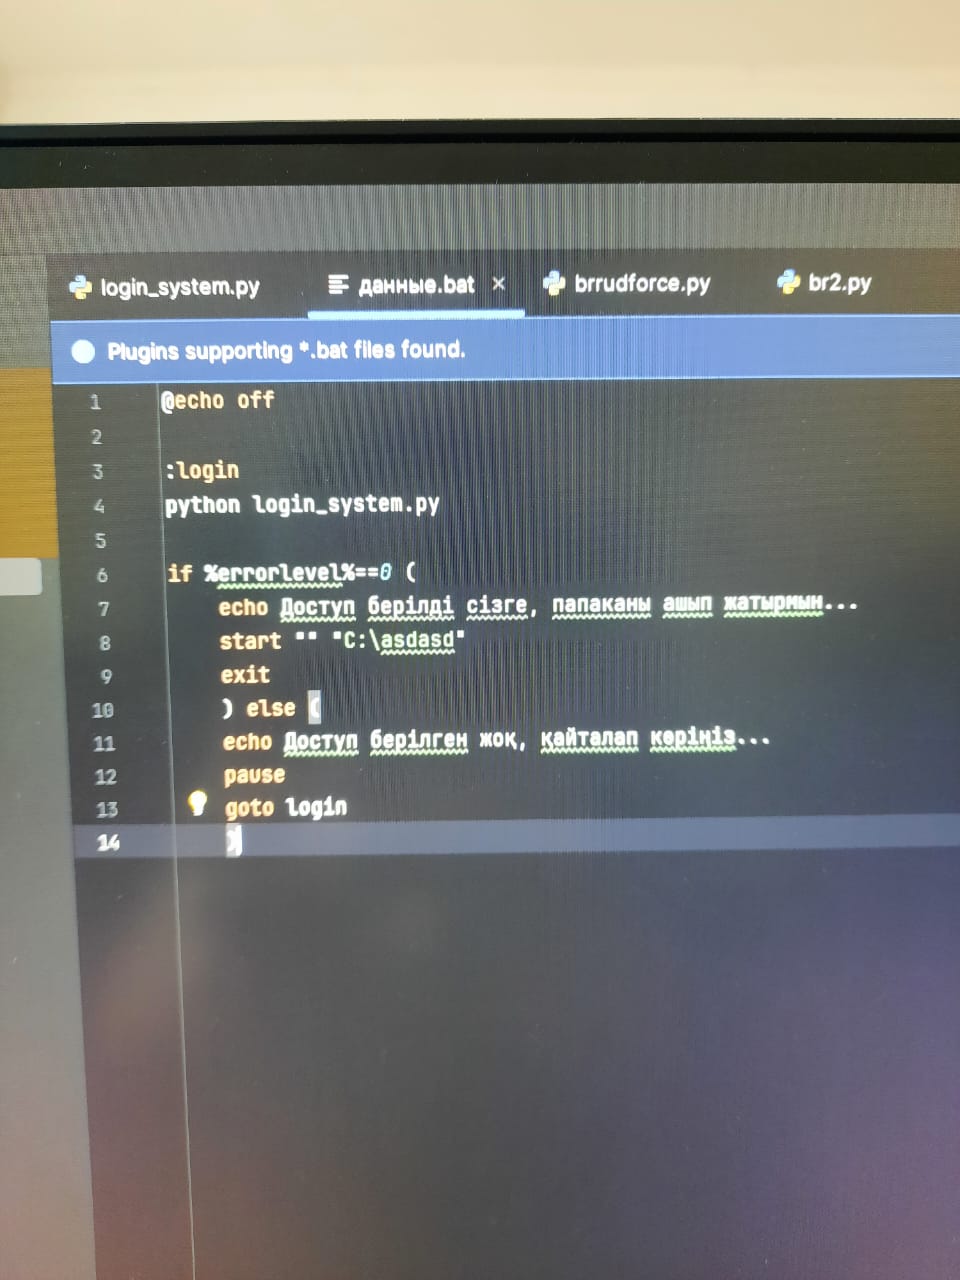 login_system.py данные.bat × brrudforce.py br2.py
Plugins supporting *.bat files found.
1 @echo off
2
3 :login
4 python login_system.py
5
6 if %errorlevel%==0 (
7 echo Доступ берілді сізге, папаканы ашып жатырмын...
8 start "" "C:\asdasd"
9 exit
10 ) else (
11 echo Доступ берілген жоқ, қайталап көріңіз...
12 pause
13 goto login
14 )